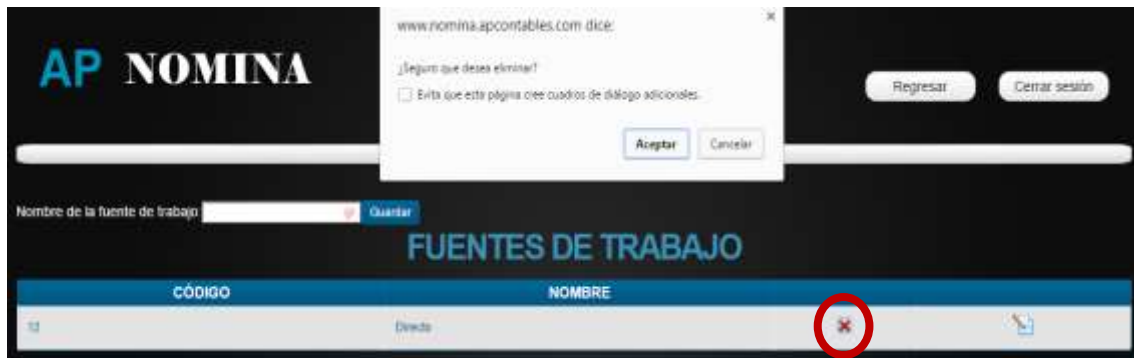 www.nomina.apcontables.com dice:
¿Seguro que desea eliminar?
Evita que esta página cree cuadros de diálogo adicionales.
Aceptar Cancelar
AP NOMINA
Regresar Cerrar sesión
Nombre de la fuente de trabajo Guardar
FUENTES DE TRABAJO
CÓDIGO NOMBRE
Directo